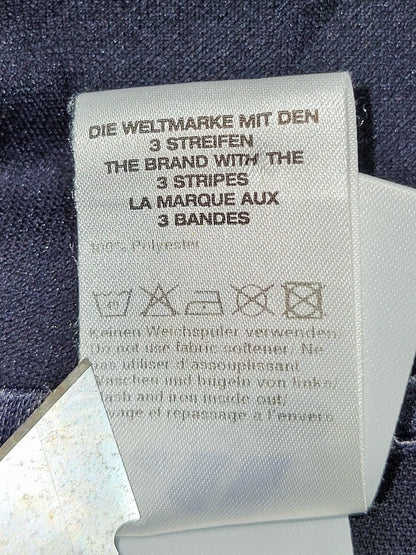 DIE WELTMARKE MIT DEN
3 STREIFEN
THE BRAND WITH THE
3 STRIPES
LA MARQUE AUX
3 BANDES
100% Polyester
Keinen Weichspüler verwenden/
Do not use fabric softener/ Ne
pas utiliser d'assouplissant
waschen und bügeln von links/
Wash and iron inside out/
lavage et repassage a l'envers